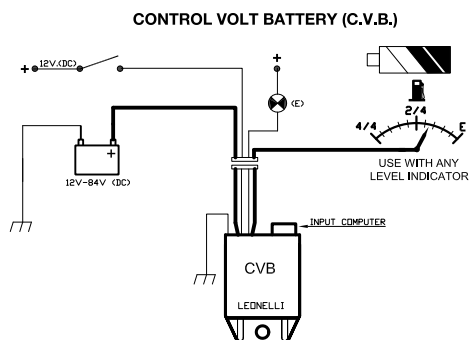 CONTROL VOLT BATTERY (C.V.B.)
+ 12V.(DC)
+
(E)
2/4
4/4
E
+
12V-84V (DC)
USE WITH ANY
LEVEL INDICATOR
INPUT COMPUTER
CVB
LEONELLI